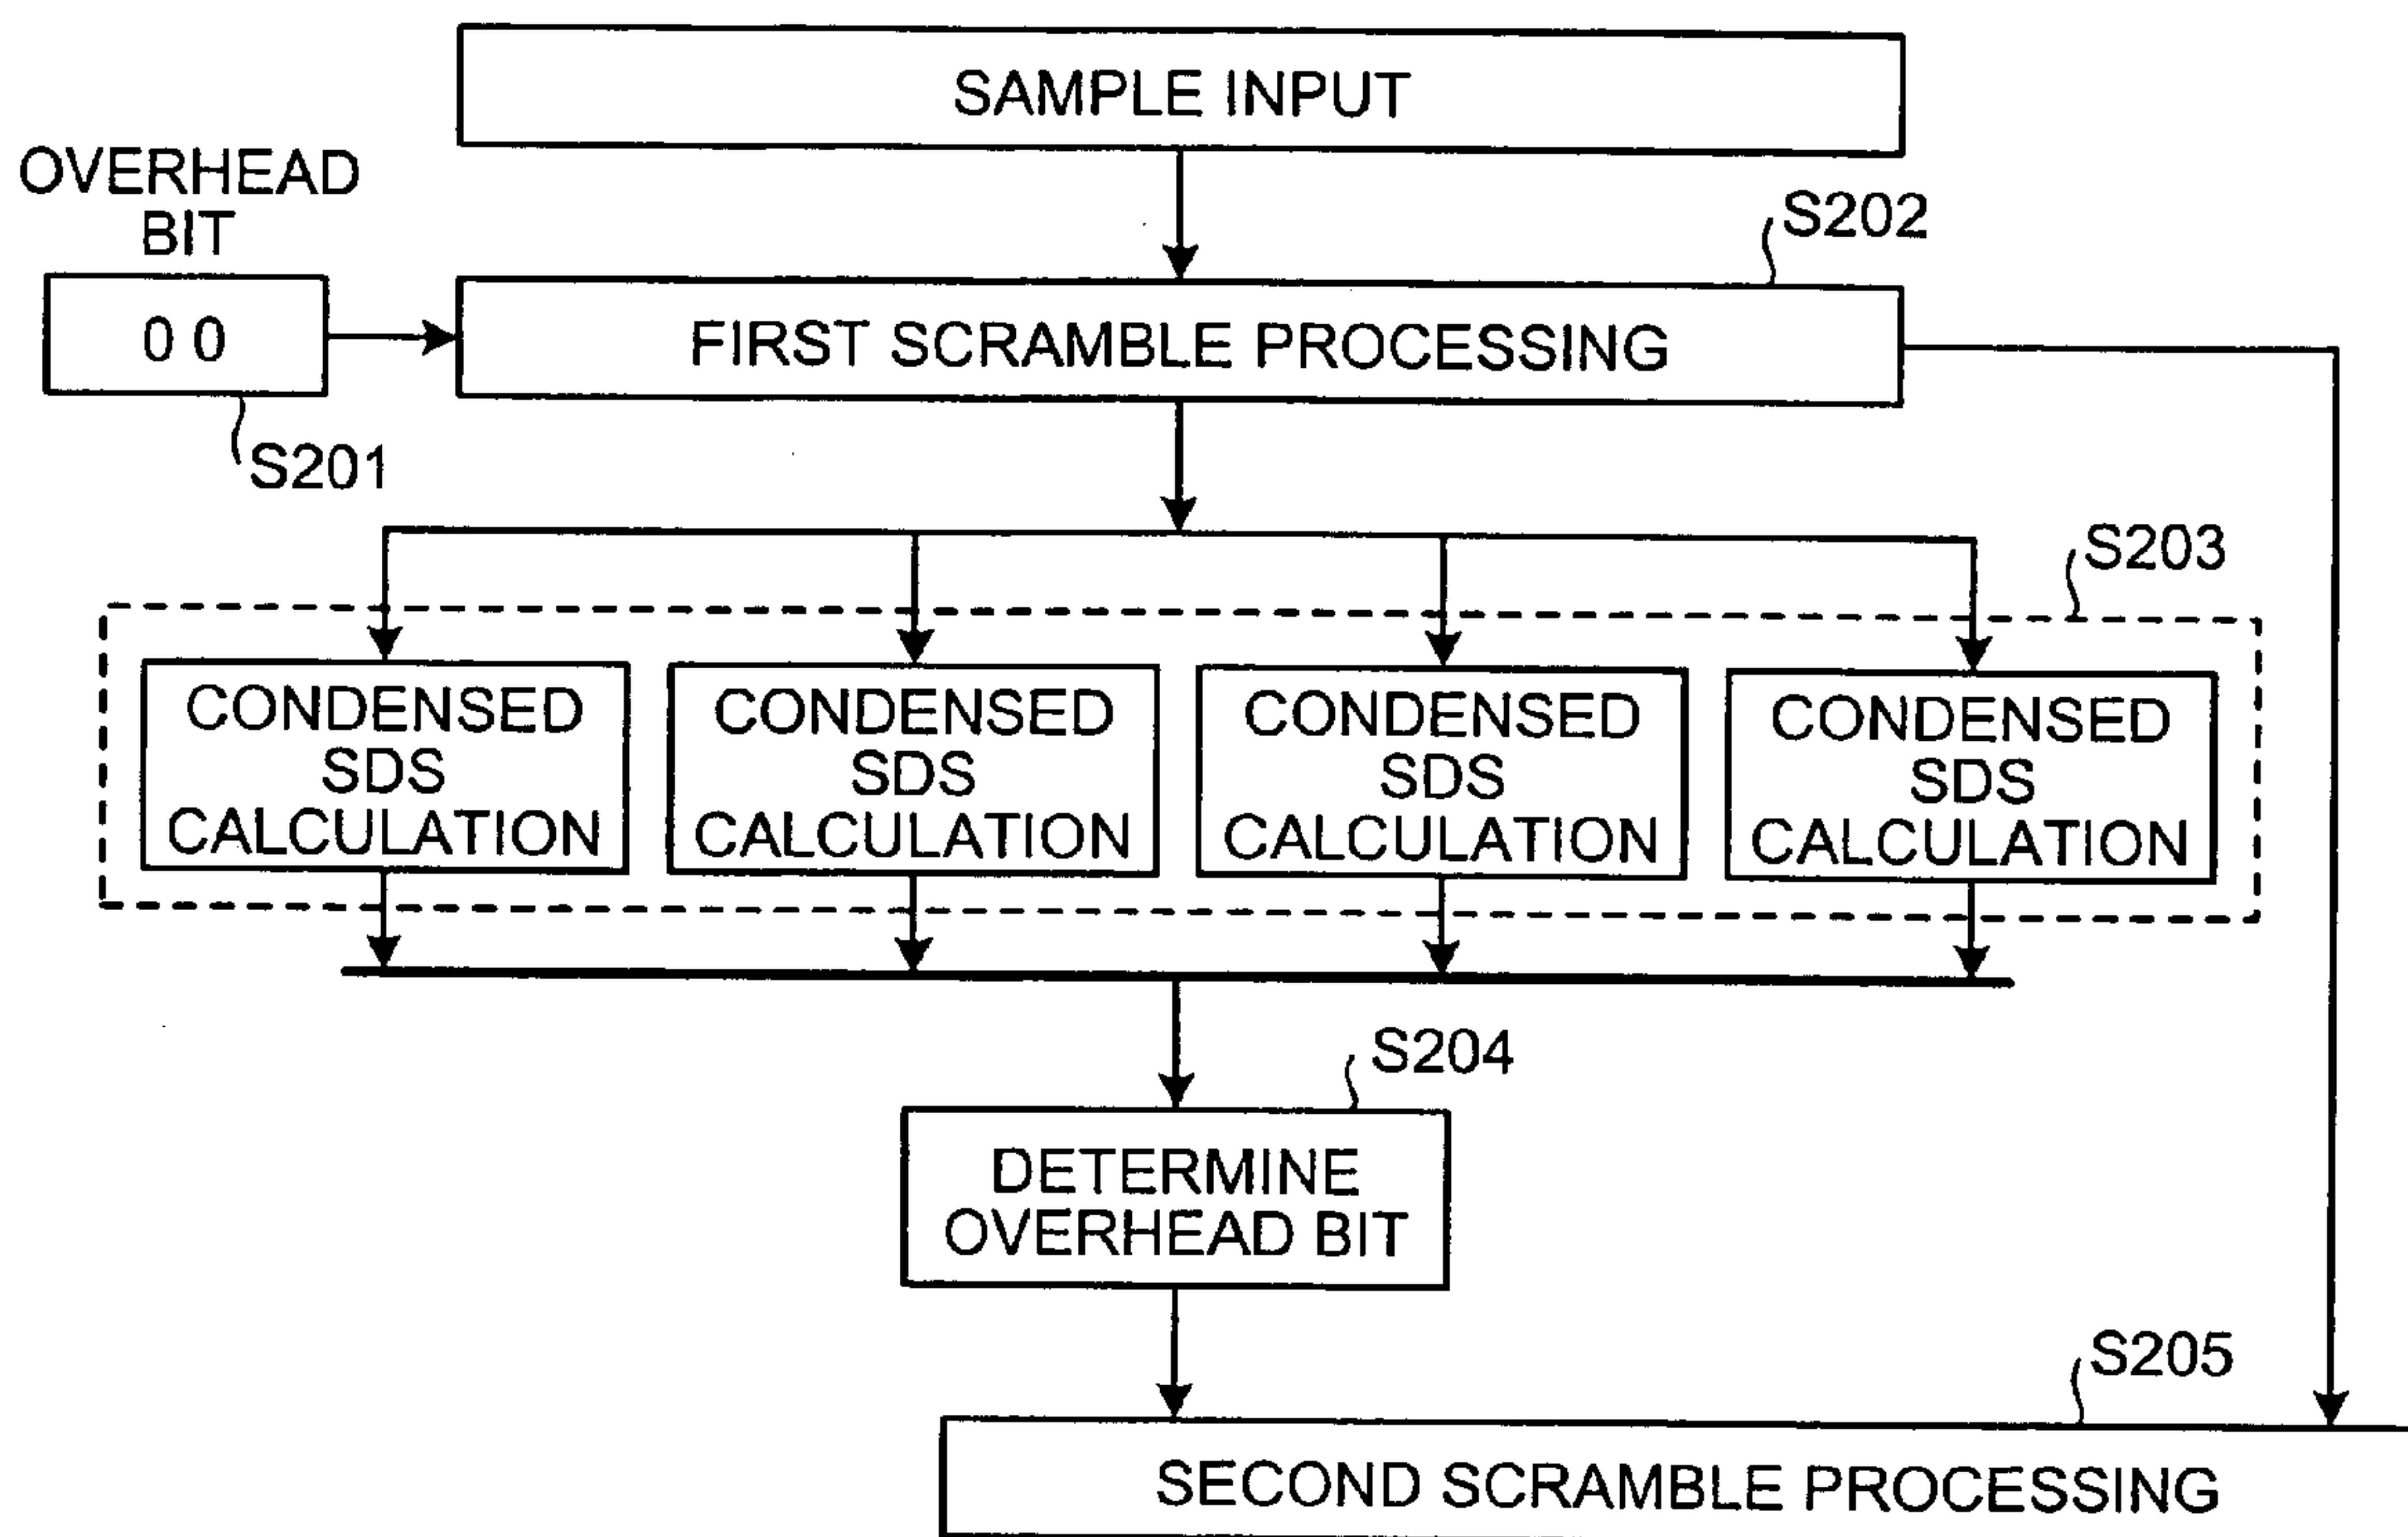 SAMPLE INPUT
OVERHEAD
BIT
S202
0 0
FIRST SCRAMBLE PROCESSING
S201
S203
CONDENSED
SDS
CALCULATION
CONDENSED
SDS
CALCULATION
CONDENSED
SDS
CALCULATION
CONDENSED
SDS
CALCULATION
S204
DETERMINE
OVERHEAD BIT
S205
SECOND SCRAMBLE PROCESSING